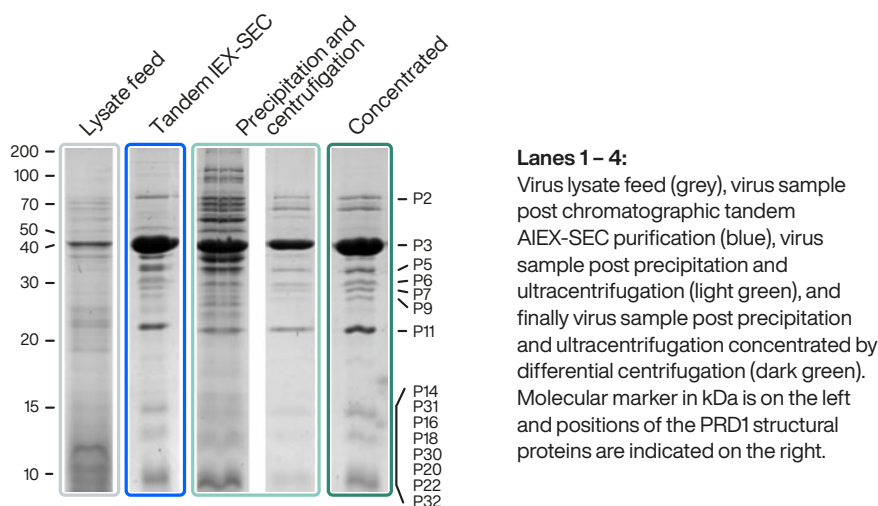 Lysate feed
Tandem IEX-SEC
Precipitation and
centrufigation
Concentrated
200
100
70
50
40
30
20
15
10
P2
P3
P5
P6
P7
P9
P11
P14
P31
P16
P18
P30
P20
P22
P32
Lanes 1 – 4:
Virus lysate feed (grey), virus sample
post chromatographic tandem
AIEX-SEC purification (blue), virus
sample post precipitation and
ultracentrifugation (light green), and
finally virus sample post precipitation
and ultracentrifugation concentrated by
differential centrifugation (dark green).
Molecular marker in kDa is on the left
and positions of the PRD1 structural
proteins are indicated on the right.